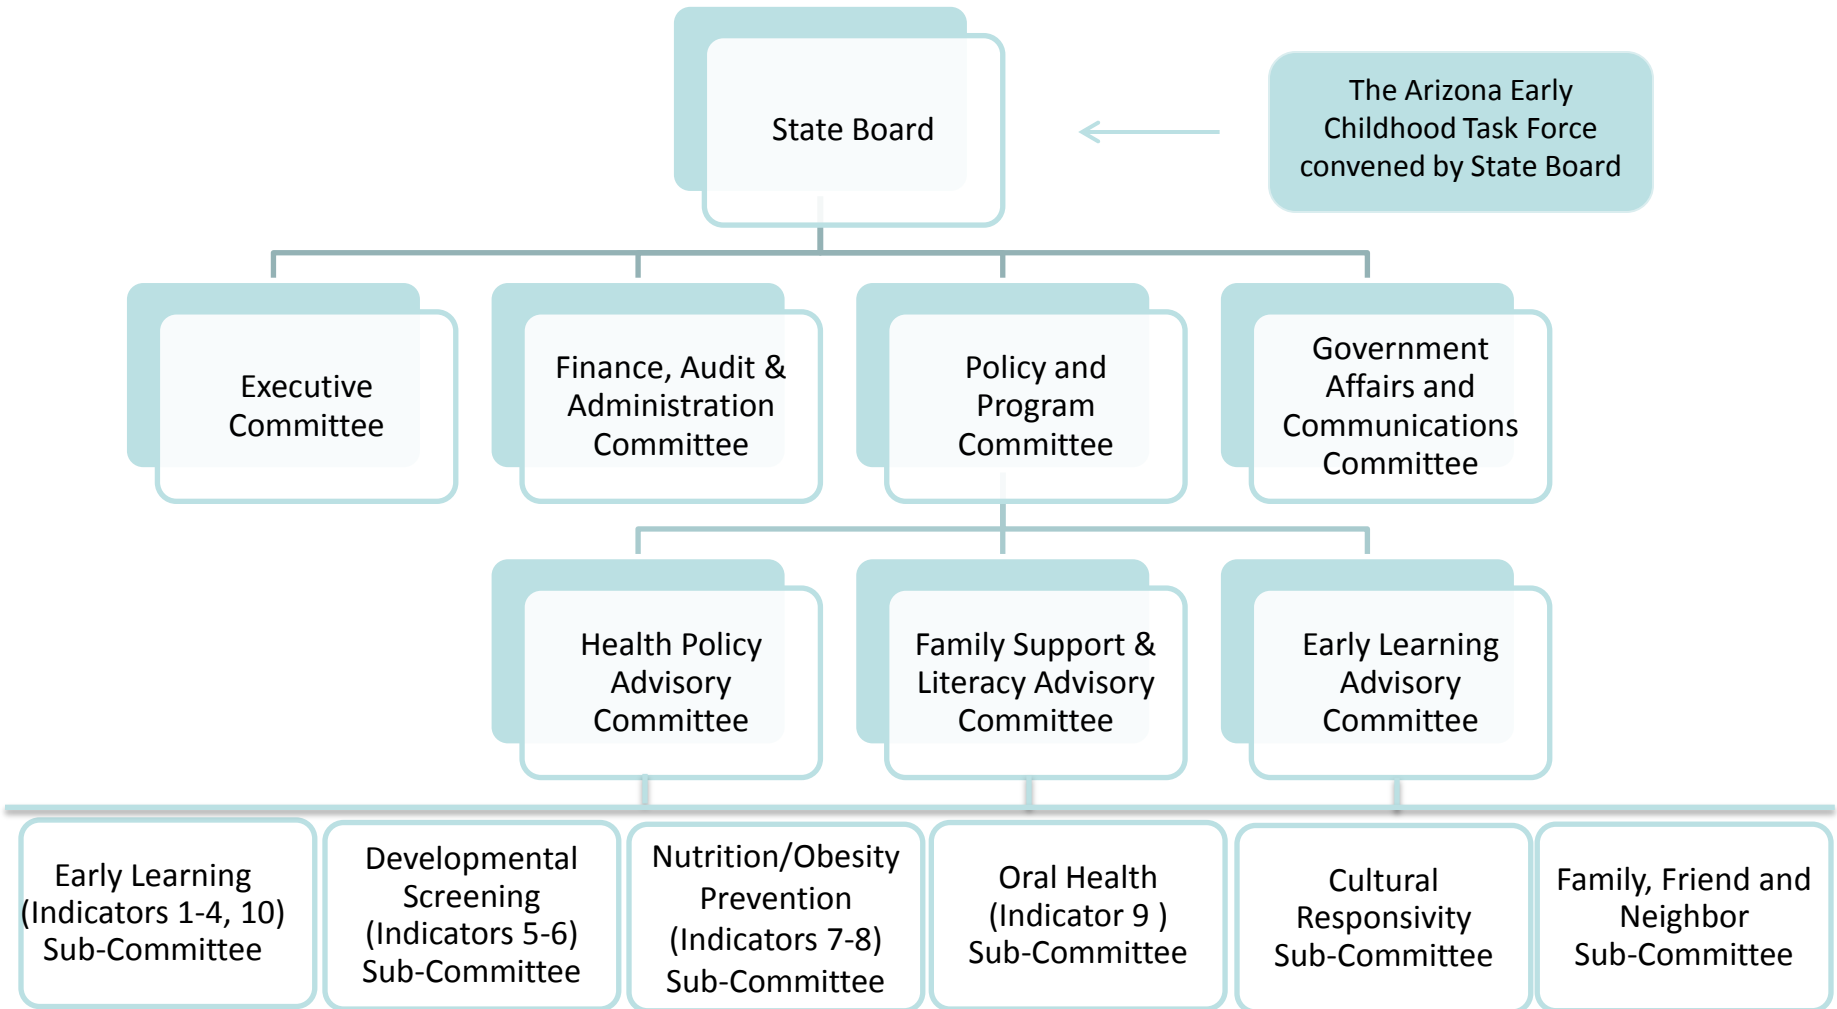 State Board
The Arizona Early
Childhood Task Force
convened by State Board
Executive
Committee
Finance, Audit &
Administration
Committee
Policy and
Program
Committee
Government
Affairs and
Communications
Committee
Health Policy
Advisory
Committee
Family Support &
Literacy Advisory
Committee
Early Learning
Advisory
Committee
Early Learning
(Indicators 1-4, 10)
Sub-Committee
Developmental
Screening
(Indicators 5-6)
Sub-Committee
Nutrition/Obesity
Prevention
(Indicators 7-8)
Sub-Committee
Oral Health
(Indicator 9 )
Sub-Committee
Cultural
Responsivity
Sub-Committee
Family, Friend and
Neighbor
Sub-Committee